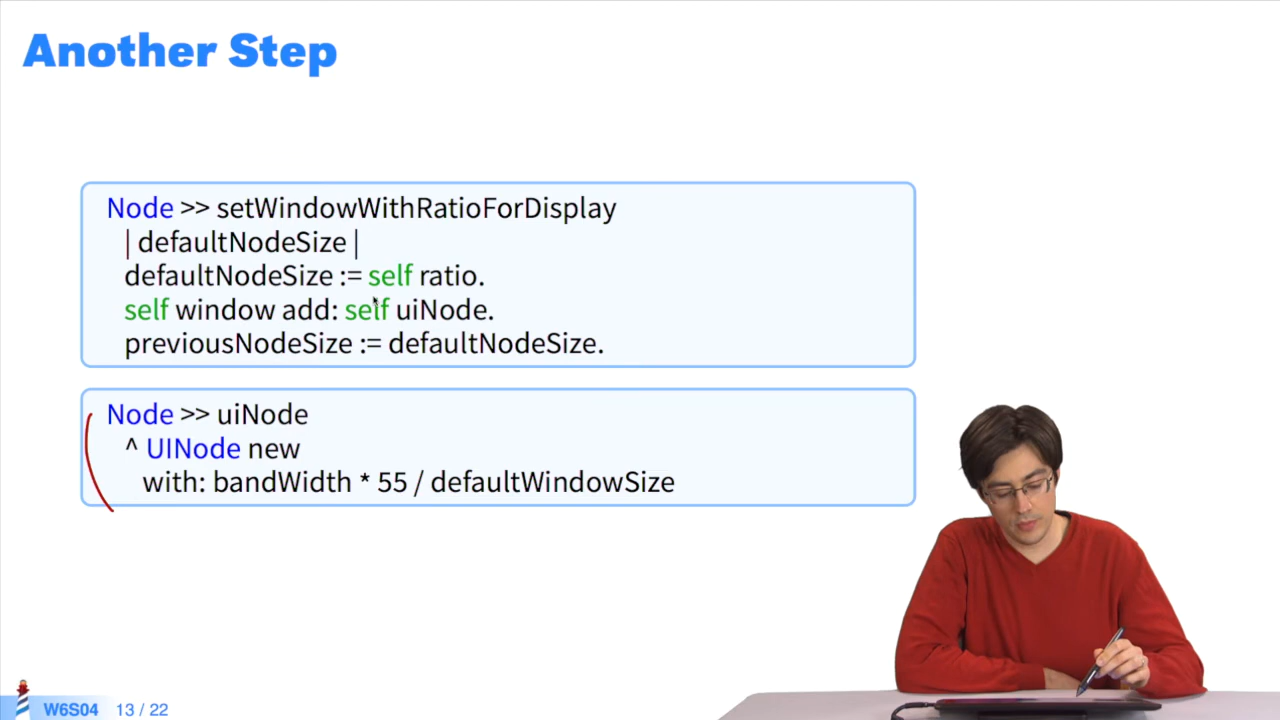 Another Step
Node >> setWindowWithRatioForDisplay
| defaultNodeSize |
defaultNodeSize := self ratio.
self window add: self uiNode.
previousNodeSize := defaultNodeSize.
Node >> uiNode
^ UINode new
with: bandWidth * 55 / defaultWindowSize
W6S04 13 / 22